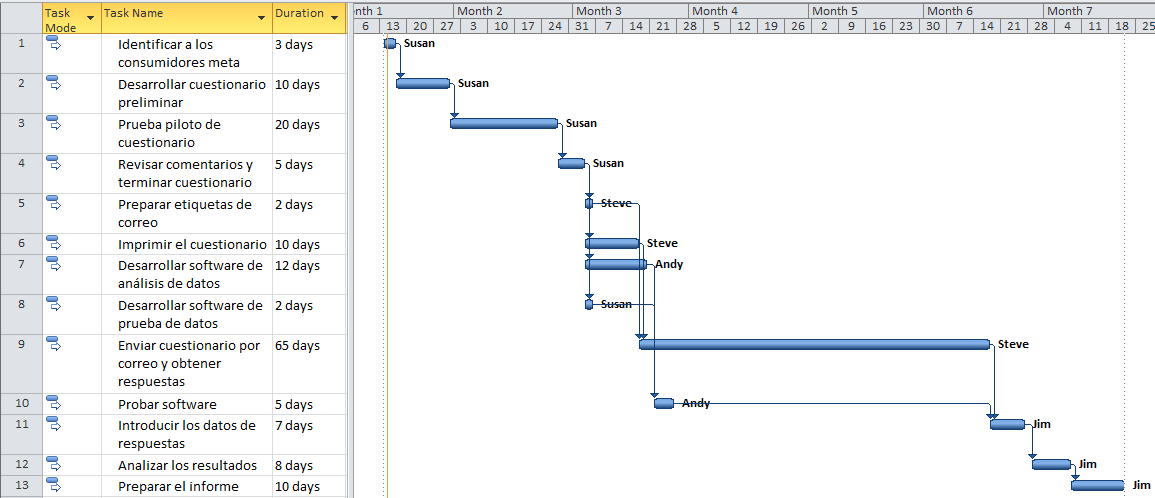 Task Mode Task Name Duration nth 1 Month 2 Month 3 Month 4 Month 5 Month 6 Month 7
6 13 20 27 3 10 17 24 31 7 14 21 28 5 12 19 26 2 9 16 23 30 7 14 21 28 4 11 18 25
1 Identificar a los consumidores meta 3 days Susan
2 Desarrollar cuestionario preliminar 10 days Susan
3 Prueba piloto de cuestionario 20 days Susan
4 Revisar comentarios y terminar cuestionario 5 days Susan
5 Preparar etiquetas de correo 2 days Steve
6 Imprimir el cuestionario 10 days Steve
7 Desarrollar software de análisis de datos 12 days Andy
8 Desarrollar software de prueba de datos 2 days Susan
9 Enviar cuestionario por correo y obtener respuestas 65 days Steve
10 Probar software 5 days Andy
11 Introducir los datos de respuestas 7 days Jim
12 Analizar los resultados 8 days Jim
13 Preparar el informe 10 days Jim